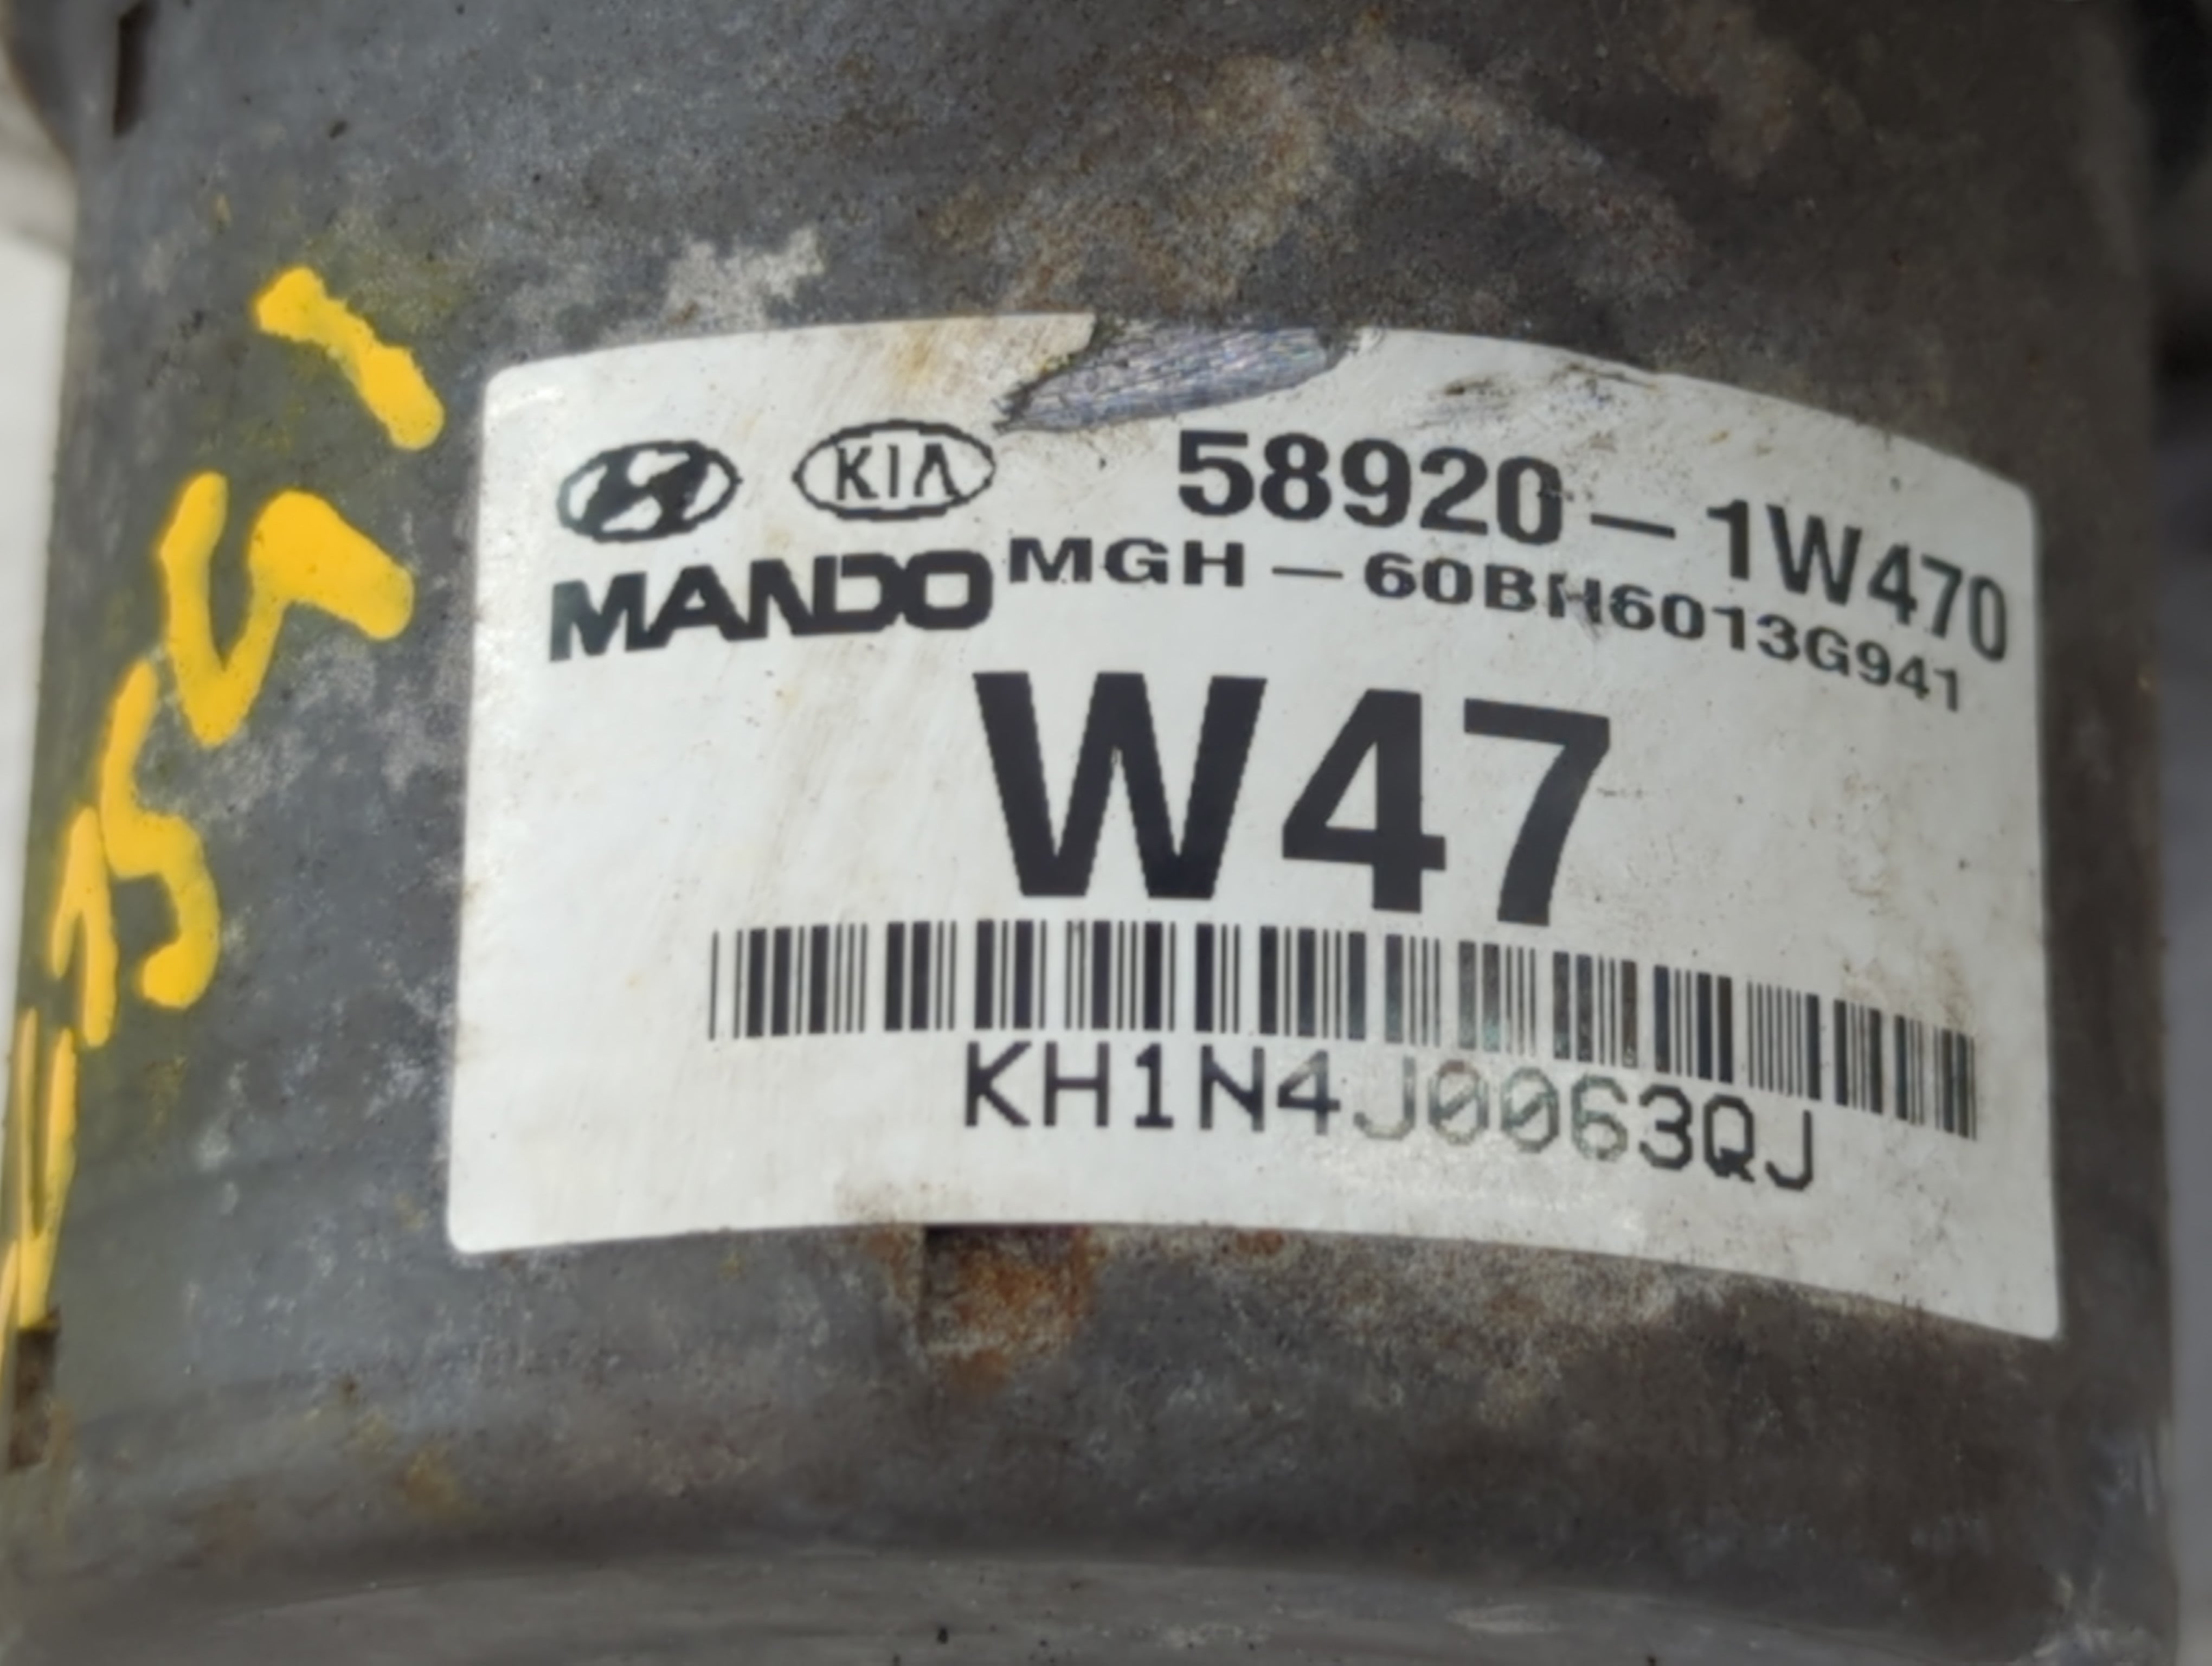 KIA 58920-1W470
MANDO MGH-60BH6013G941
W47
KH1N4J0063QJ